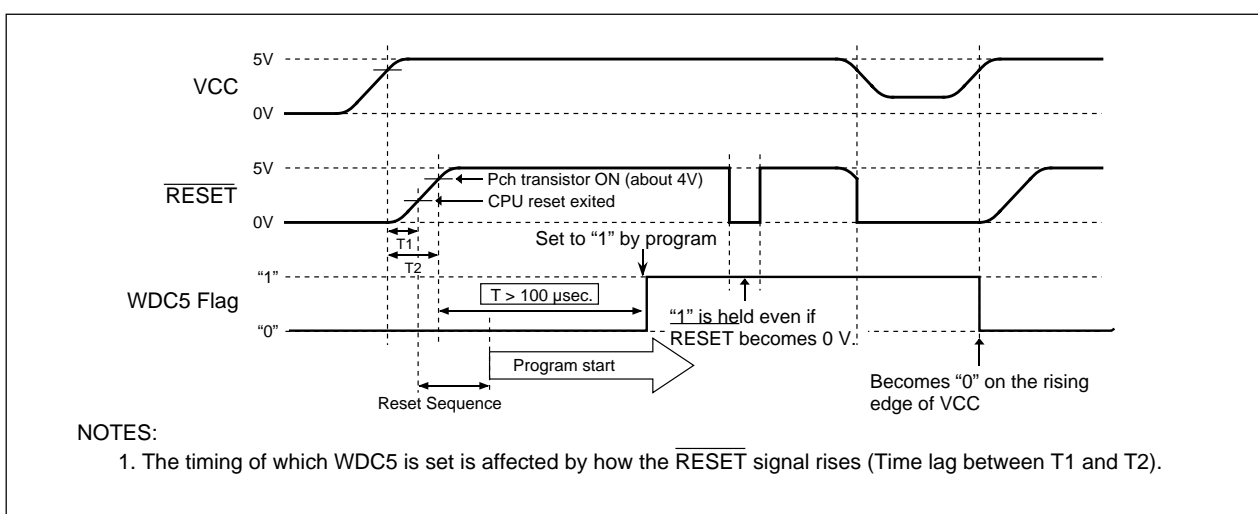 5V
VCC
0V
5V
Pch transistor ON (about 4V)
RESET
CPU reset exited
0V
T1
Set to “1” by program
T2
“1”
T > 100 μsec.
WDC5 Flag
“1” is held even if
RESET becomes 0 V.
“0”
Program start
Becomes “0” on the rising
edge of VCC
Reset Sequence
NOTES:
1. The timing of which WDC5 is set is affected by how the RESET signal rises (Time lag between T1 and T2).